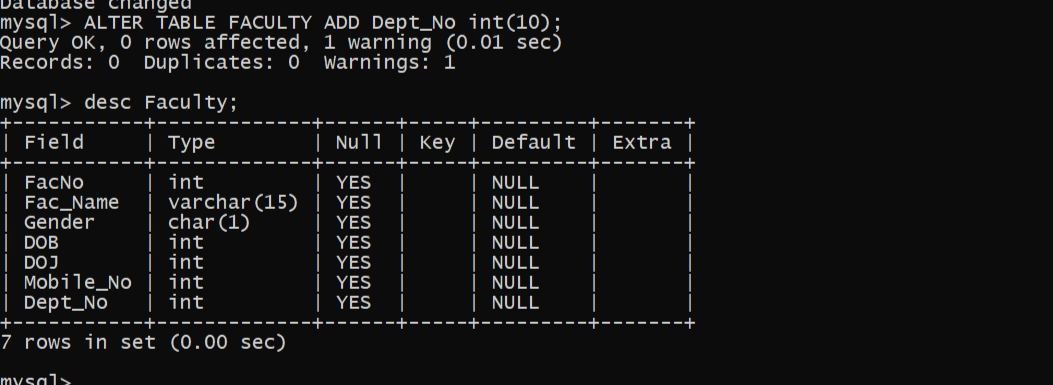 Database changed
mysql> ALTER TABLE FACULTY ADD Dept_No int(10);
Query OK, 0 rows affected, 1 warning (0.01 sec)
Records: 0  Duplicates: 0  Warnings: 1
mysql> desc Faculty;
+-----------+-------------+------+-----+---------+-------+
| Field     | Type        | Null | Key | Default | Extra |
+-----------+-------------+------+-----+---------+-------+
| FacNo     | int         | YES  |     | NULL    |       |
| Fac_Name  | varchar(15) | YES  |     | NULL    |       |
| Gender    | char(1)     | YES  |     | NULL    |       |
| DOB       | int         | YES  |     | NULL    |       |
| DOJ       | int         | YES  |     | NULL    |       |
| Mobile_No | int         | YES  |     | NULL    |       |
| Dept_No   | int         | YES  |     | NULL    |       |
+-----------+-------------+------+-----+---------+-------+
7 rows in set (0.00 sec)
mysql>